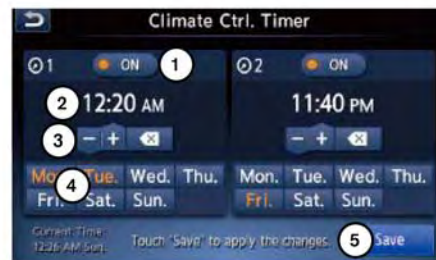 Climate Ctrl. Timer
1 ON 1
2 ON
2 12:20 AM
11:40 PM
3 - +
- +
Mon. Tue. Wed. Thu.
Mon. Tue. Wed. Thu.
4
Fri. Sat. Sun.
Fri. Sat. Sun.
Current Time:
12:26 AM Sun.
Touch 'Save' to apply the changes.
5 Save